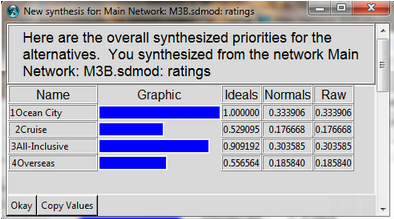 New synthesis for: Main Network: M3B.sdmod: ratings
Here are the overall synthesized priorities for the
alternatives. You synthesized from the network Main
Network: M3B.sdmod: ratings
Name Graphic Ideals Normals Raw
1Ocean City 1.000000 0.333906 0.333906
2Cruise 0.529095 0.176668 0.176668
3All-Inclusive 0.909192 0.303585 0.303585
4Overseas 0.556564 0.185840 0.185840
Okay Copy Values